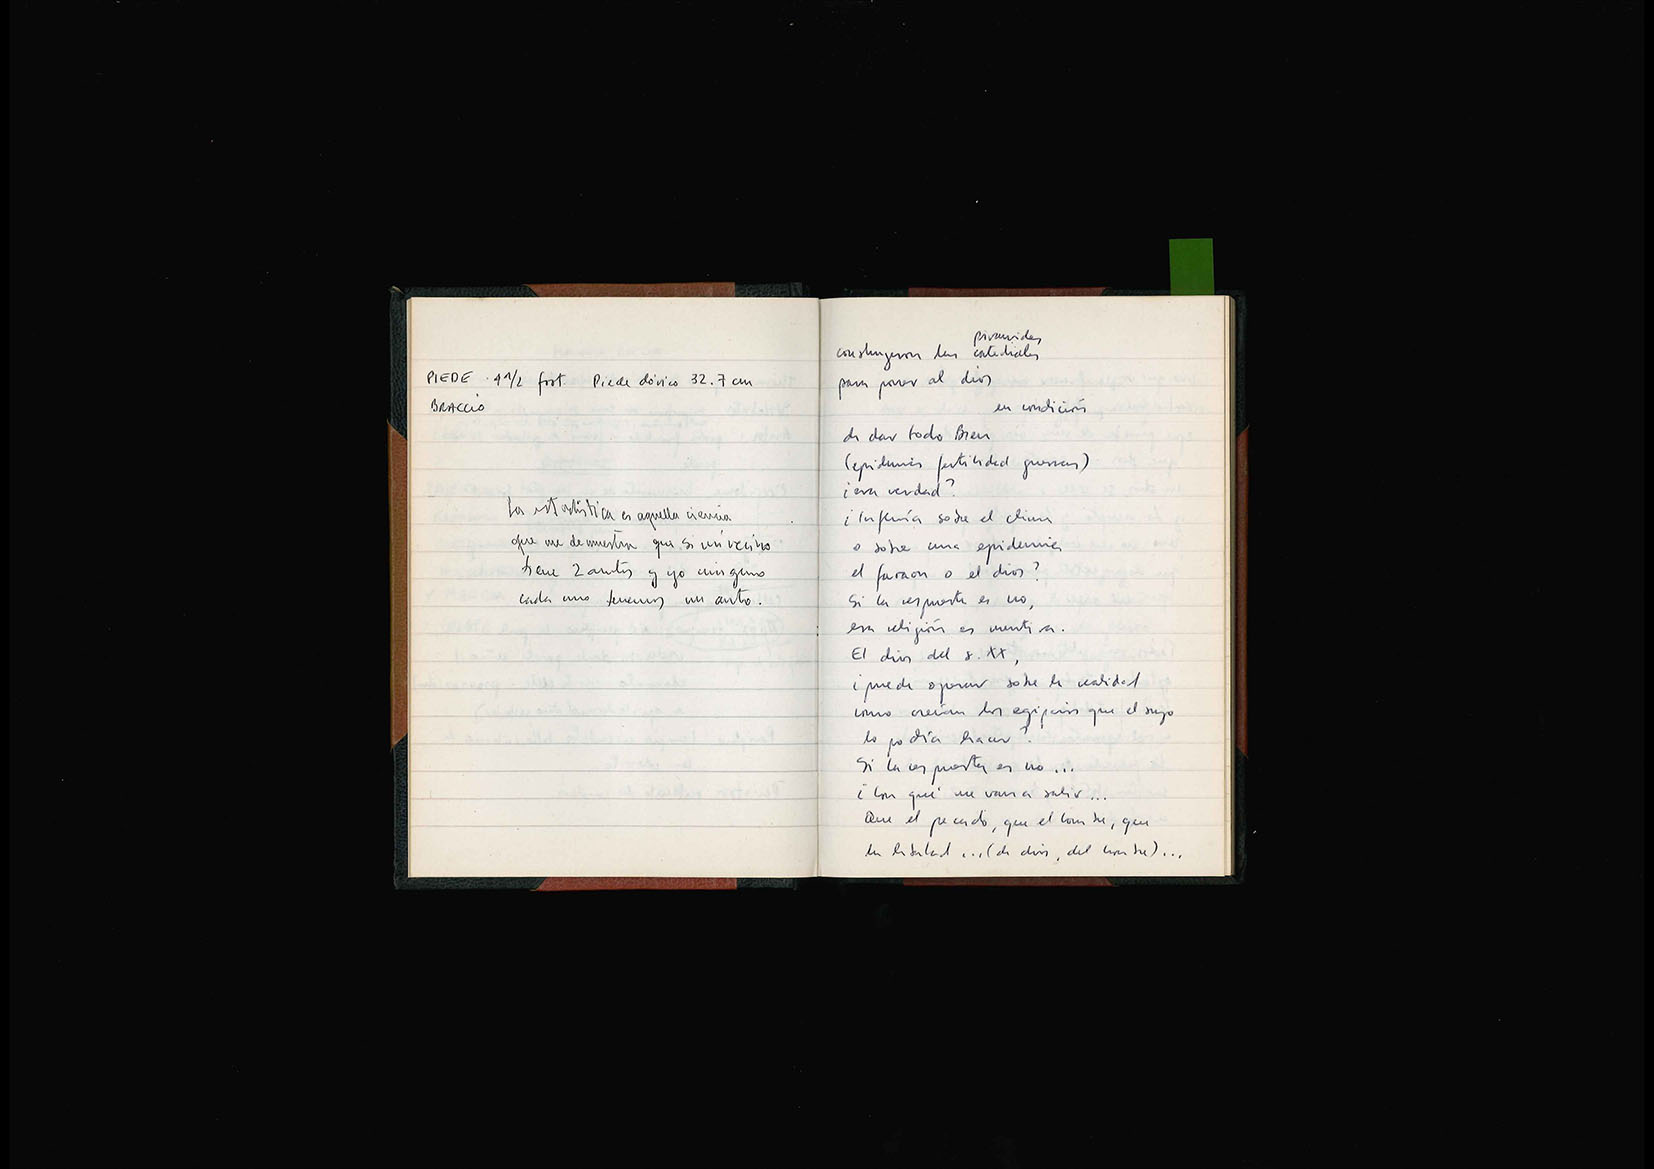 PIEDE 4 1/2 foot Piede dórico 32.7 cm
BRACCIO
La estadística es aquella ciencia
que me demuestra que si mi vecino
tiene 2 autos y yo ninguno
cada uno tenemos un auto.
pirámides
construyeron las catedrales
para poner al dios
en condición
de dar todo Bien
(epidemias fertilidad guerras)
¿era verdad?
¿Influía sobre el clima
o sobre una epidemia
el faraon o el dios?
Si la respuesta es no,
esa religión es mentira.
El dios del s. XX,
¿puede operar sobre la realidad
como creían los egipcios que el suyo
lo podía hacer?
Si la respuesta es no...
¿Con qué me van a salir...
Que el pecado, que el hombre, que
la libertad ...(de dios, del hombre)...